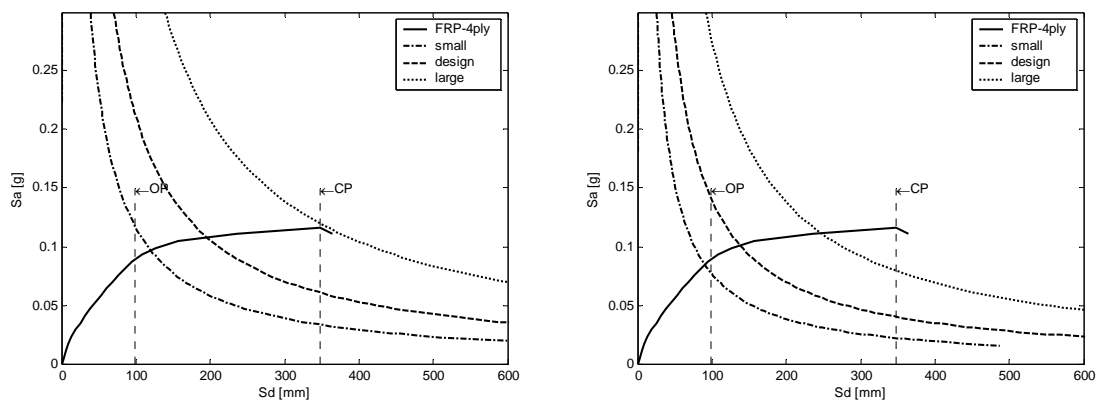 FRP-4ply
small
design
large
0.25
0.2
0.15
0.1
0.05
0
Sa [g]
←OP
←CP
0 100 200 300 400 500 600
Sd [mm]
FRP-4ply
small
design
large
0.25
0.2
0.15
0.1
0.05
0
Sa [g]
←OP
←CP
0 100 200 300 400 500 600
Sd [mm]